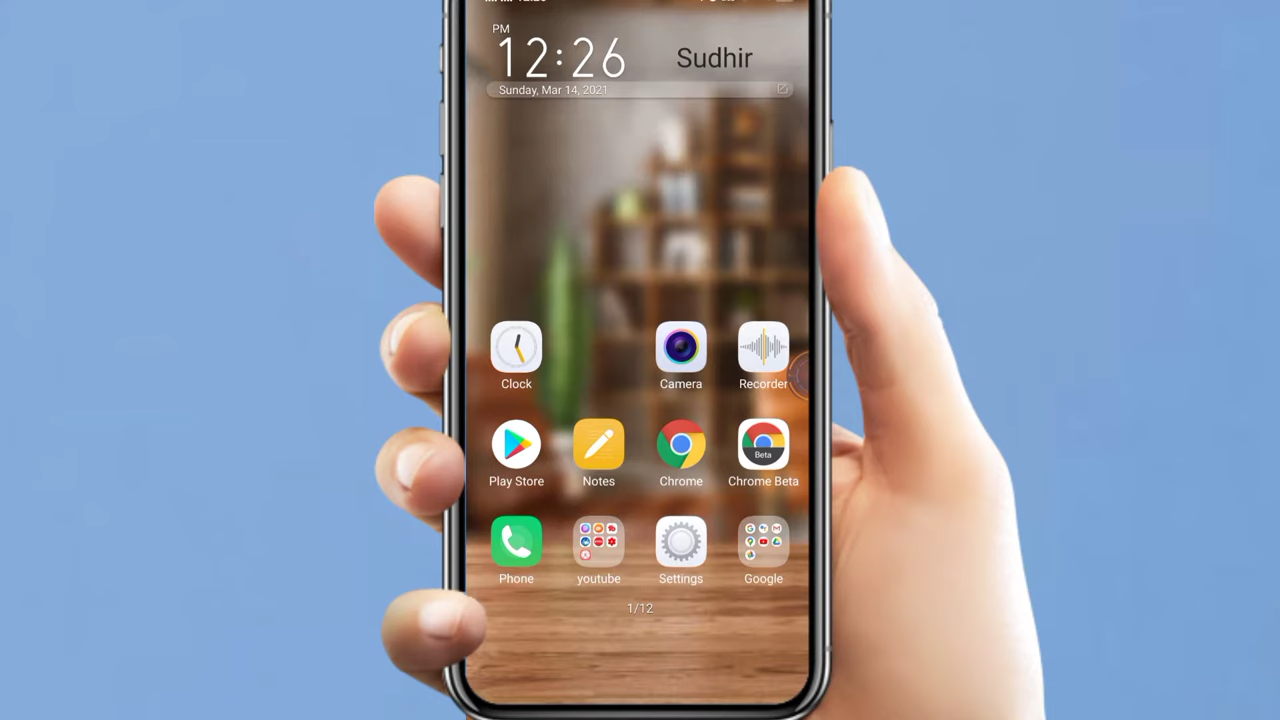 PM
12:26
Sudhir
Sunday, Mar 14, 2021
Clock
Camera
Recorder
Play Store
Notes
Chrome
Beta
Chrome Beta
Phone
youtube
Settings
Google
1/12